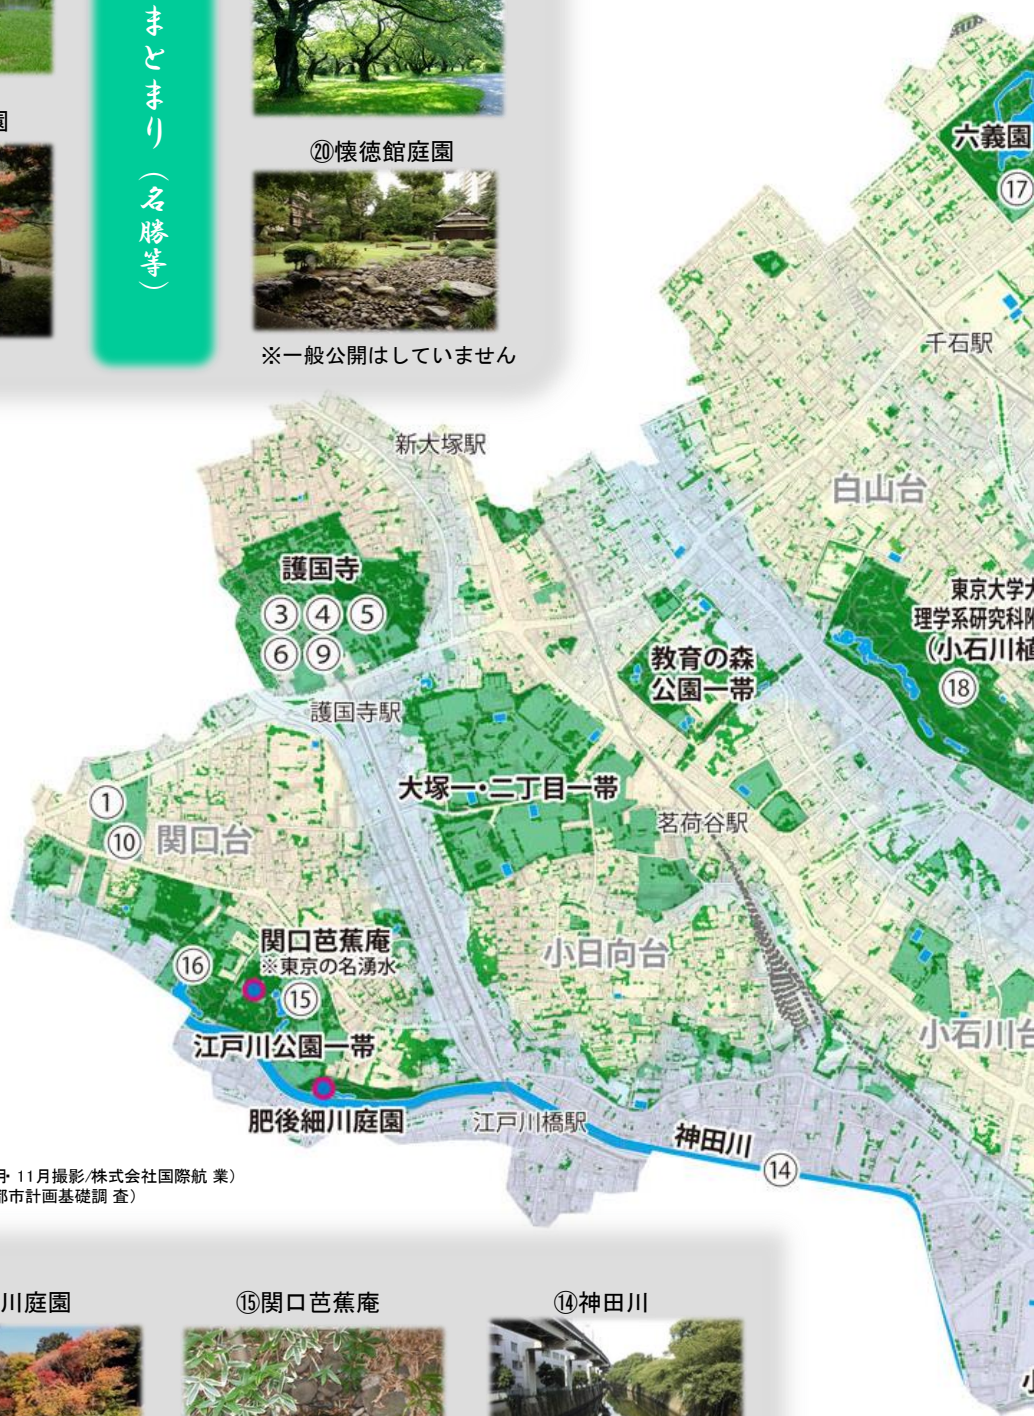 まとまり（名勝等）
園
⑳懐徳館庭園
※一般公開はしていません
六義園
⑰
千石駅
新大塚駅
白山台
護国寺
③④⑤
⑥⑨
護国寺駅
教育の森
公園一帯
東京大学大
理学系研究科附
（小石川植
⑱
大塚一・二丁目一帯
茗荷谷駅
①
⑩
関口台
関口芭蕉庵
※東京の名湧水
⑯
⑮
小日向台
江戸川公園一帯
小石川台
肥後細川庭園
江戸川橋駅
神田川
⑭
月・11月撮影/株式会社国際航 業）
都市計画基礎調 査）
川庭園
⑮関口芭蕉庵
⑭神田川
小